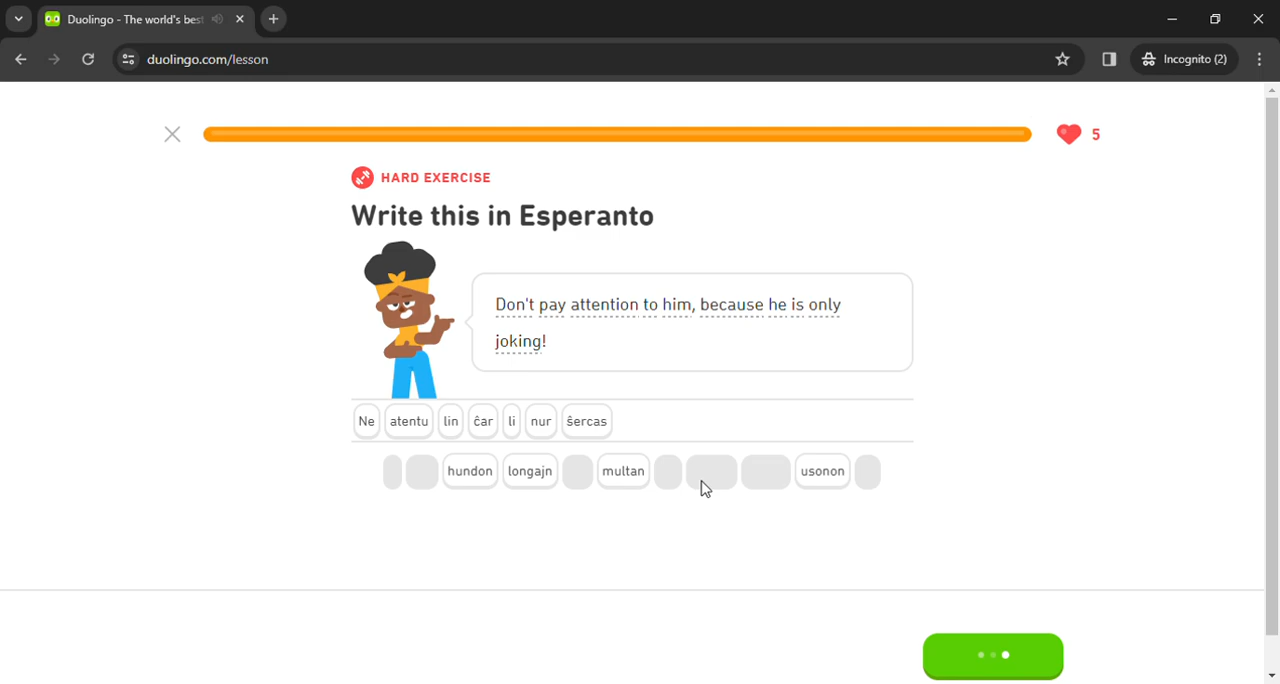 Duolingo - The world's best
duolingo.com/lesson
Incognito (2)
5
HARD EXERCISE
Write this in Esperanto
Don't pay attention to him, because he is only
joking!
Ne atentu lin ĉar li nur ŝercas
hundon longajn multan usonon